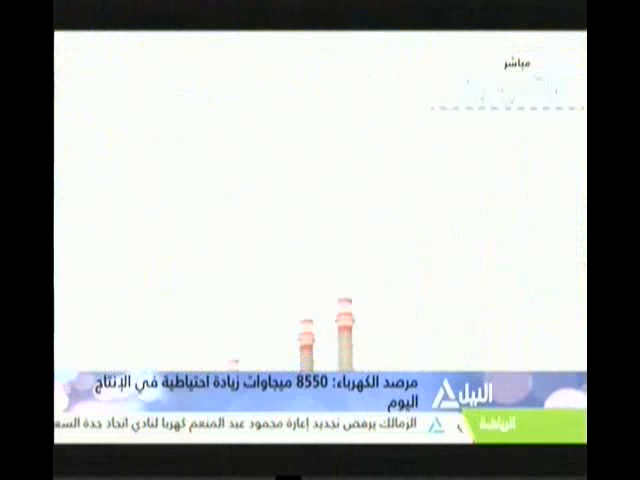 مباشر
مرصد الكهرباء: 8550 ميجاوات زيادة احتياطية في الإنتاج
اليوم
النيل
الزمالك يرفض تجديد إعارة محمود عبد المنعم كهربا لنادي اتحاد جدة
الرياضة